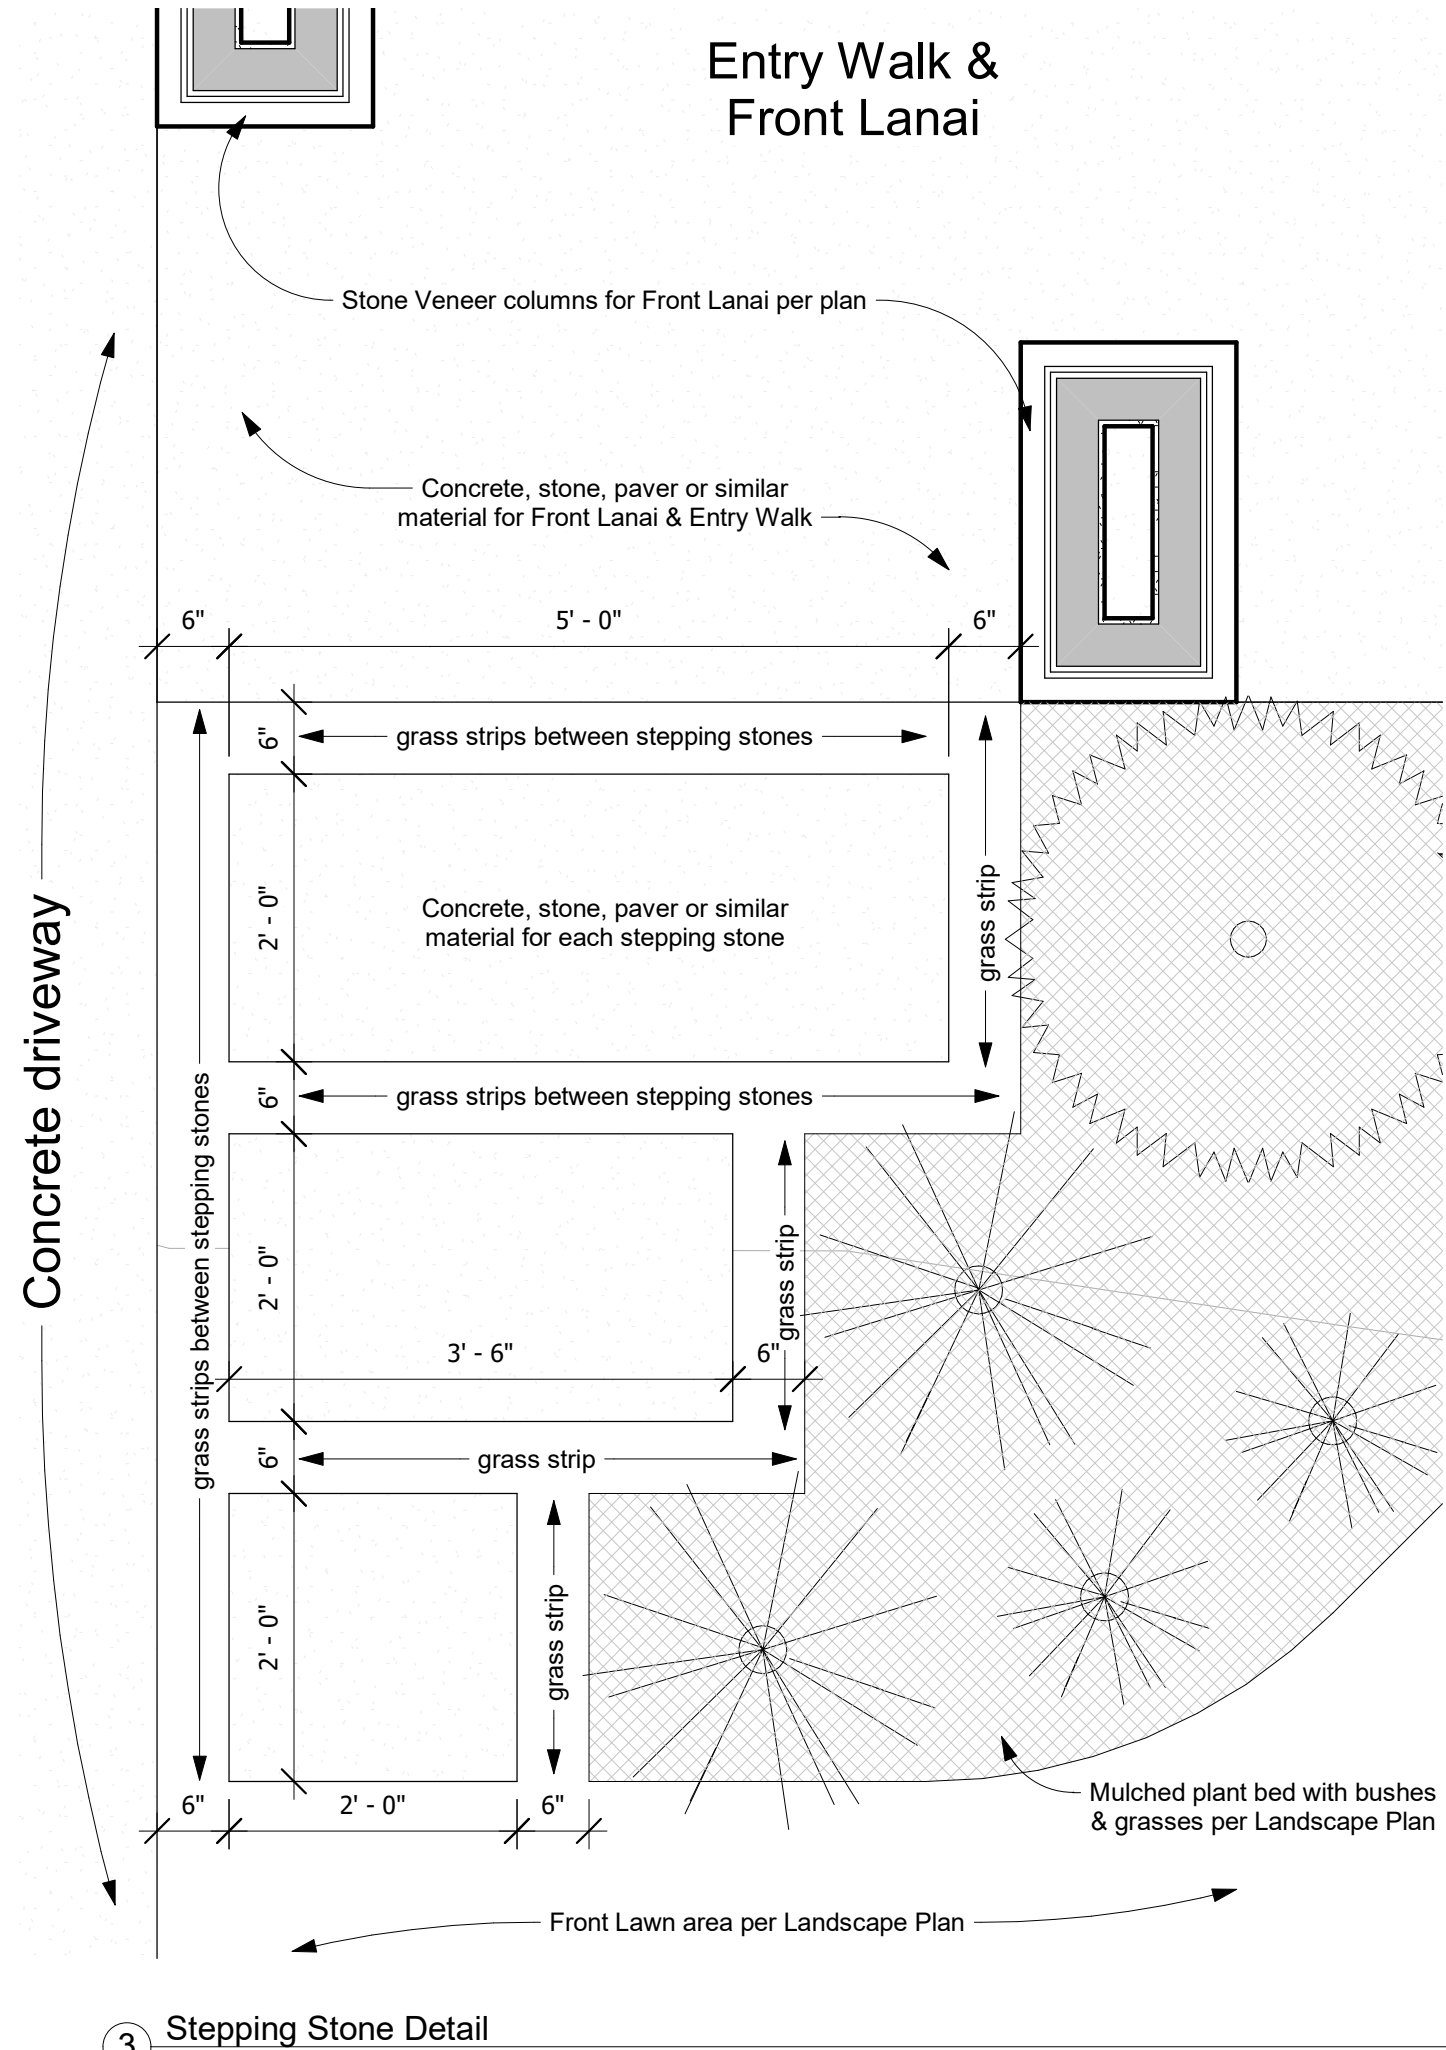 Entry Walk &
Front Lanai
Stone Veneer columns for Front Lanai per plan
Concrete, stone, paver or similar
material for Front Lanai & Entry Walk
6"
5' - 0"
6"
6"
grass strips between stepping stones
2' - 0"
Concrete, stone, paver or similar
material for each stepping stone
grass strip
Concrete driveway
6"
grass strips between stepping stones
grass strips between stepping stones
2' - 0"
grass strip
3' - 6"
6"
6"
grass strip
2' - 0"
grass strip
6"
2' - 0"
6"
Mulched plant bed with bushes
& grasses per Landscape Plan
Front Lawn area per Landscape Plan
3
Stepping Stone Detail